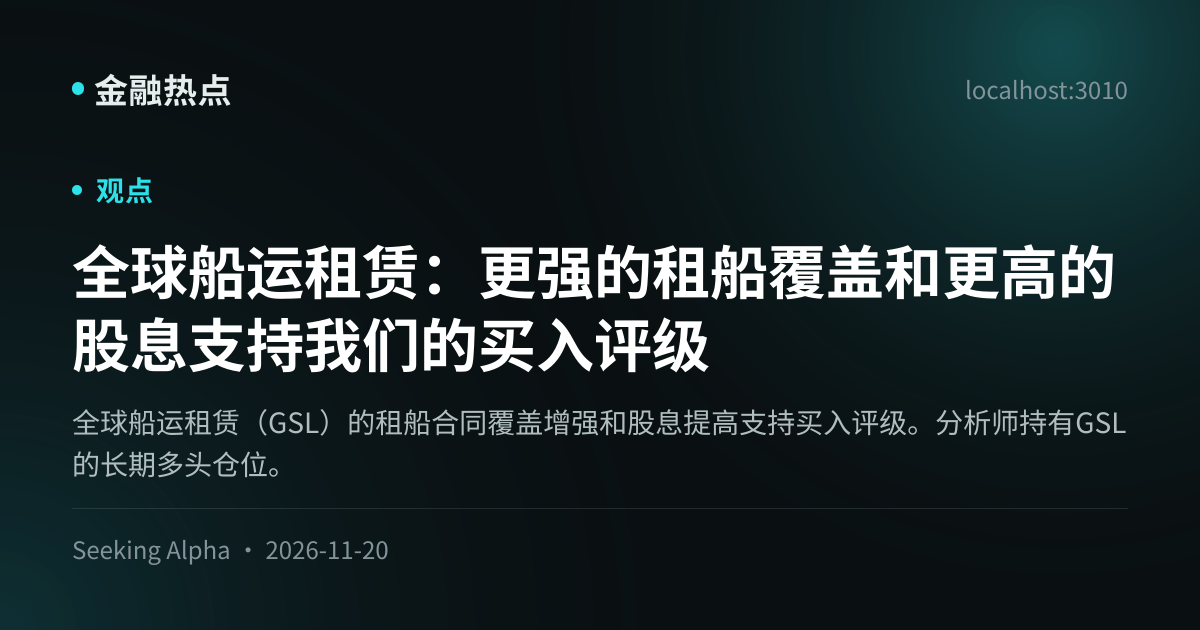 金融热点
localhost:3010
观点
全球船运租赁：更强的租船覆盖和更高的
股息支持我们的买入评级
全球船运租赁（GSL）的租船合同覆盖增强和股息提高支持买入评级。分析师持有GSL
的长期多头仓位。
Seeking Alpha · 2026-11-20